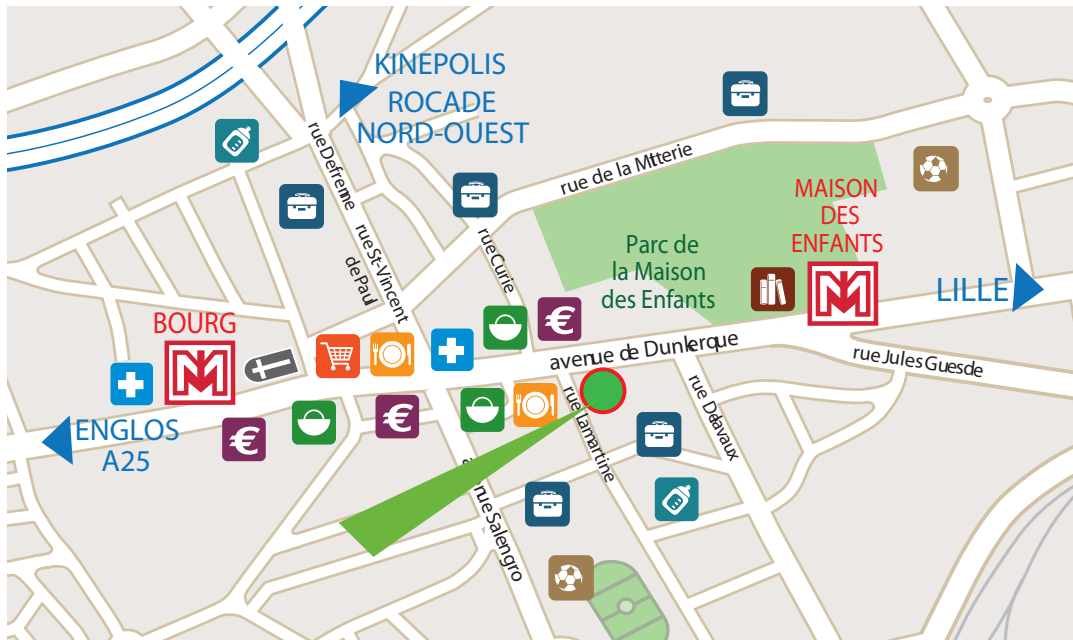 KINEPOLIS
ROCADE
NORD-OUEST
rue Defrenne
rue de la Mitterie
MAISON
DES
ENFANTS
rue St-Vincent
de Paul
rue Curie
Parc de
la Maison
des Enfants
LILLE
BOURG
M
M
€
avenue de Dunkerque
rue Jules Guesde
€
€
ENGLOS
A25
rue Lamartine
rue Delavaux
rue Salengro